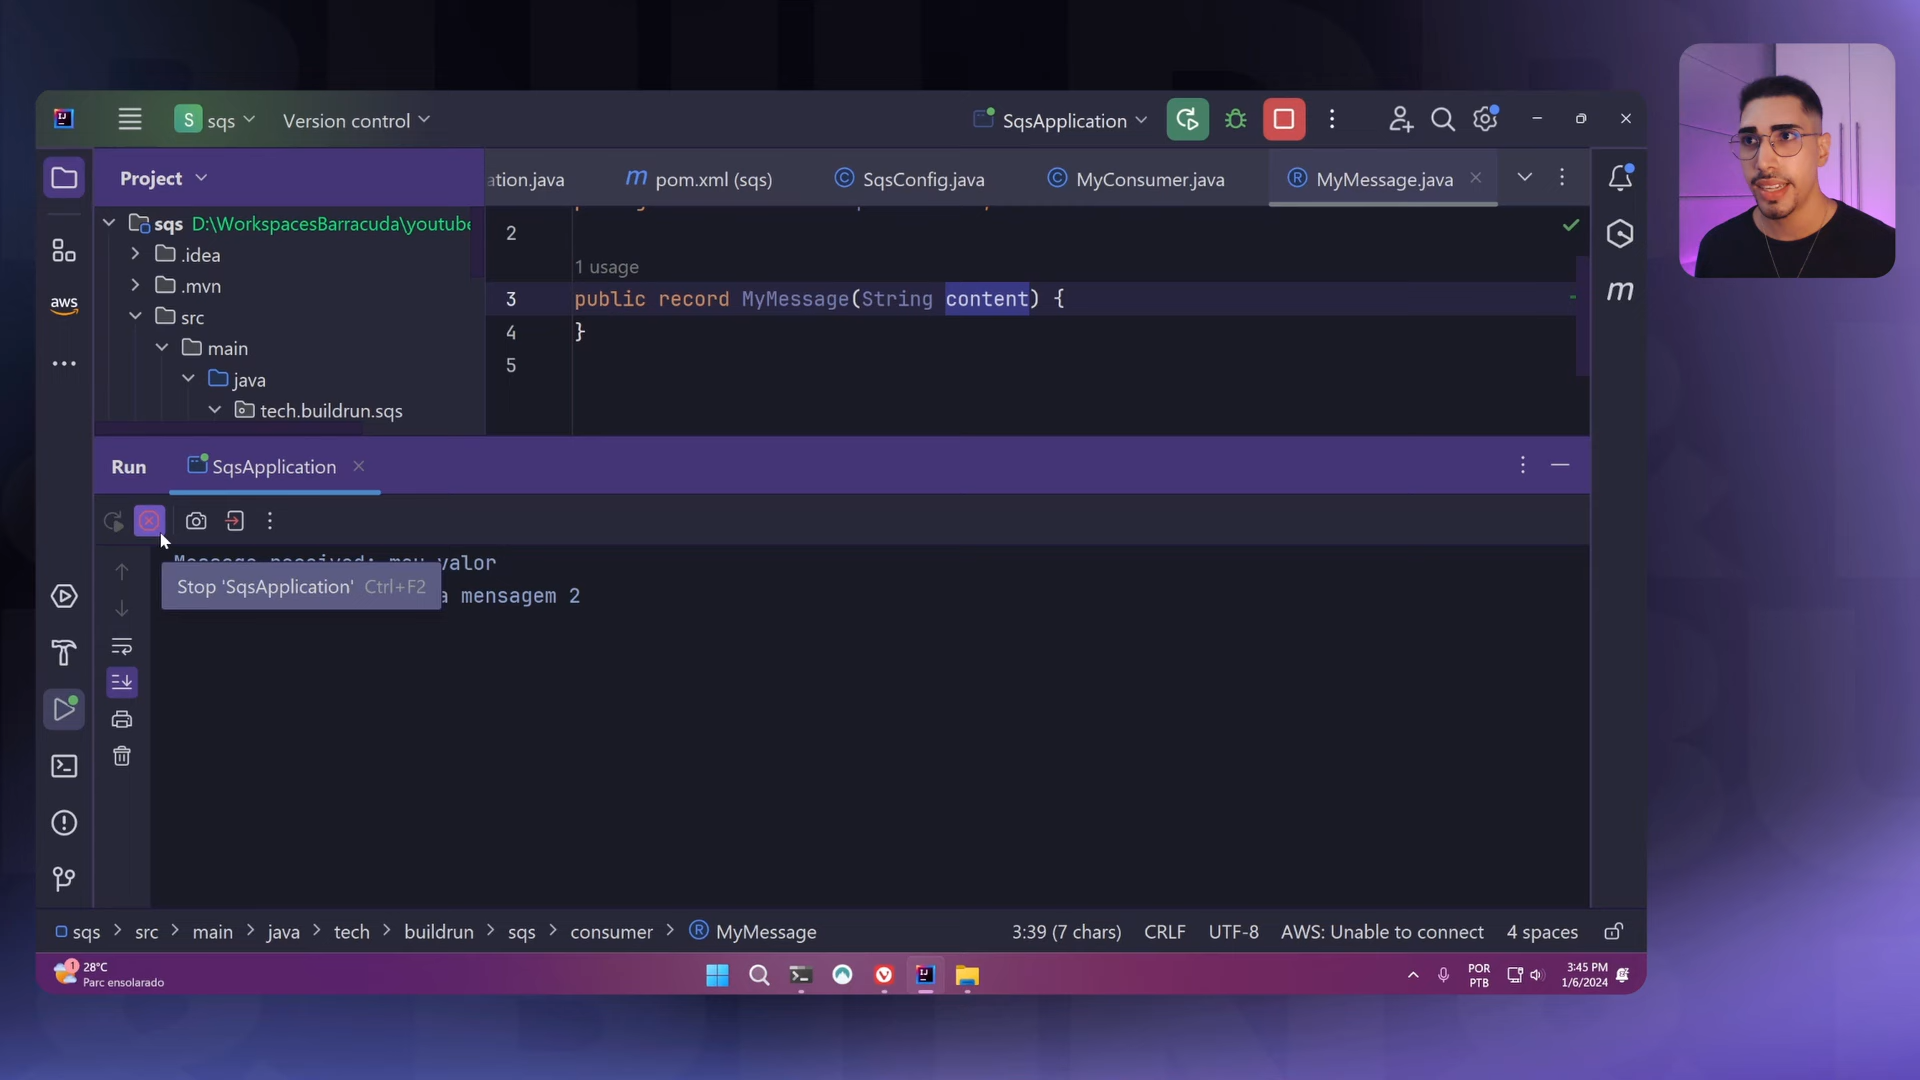 S sqs Version control SqsApplication
Project
ation.java pom.xml (sqs) SqsConfig.java MyConsumer.java MyMessage.java
sqs D:\WorkspacesBarracuda\youtube
.idea
.mvn
src
main
java
tech.buildrun.sqs
aws
2
1 usage
3 public record MyMessage(String content) {
4 }
5
Run SqsApplication
Message received: meu valor
Stop 'SqsApplication' Ctrl+F2
a mensagem 2
sqs > src > main > java > tech > buildrun > sqs > consumer > MyMessage 3:39 (7 chars) CRLF UTF-8 AWS: Unable to connect 4 spaces
1 28°C
Parc ensolarado
POR
PTB
3:45 PM
1/6/2024